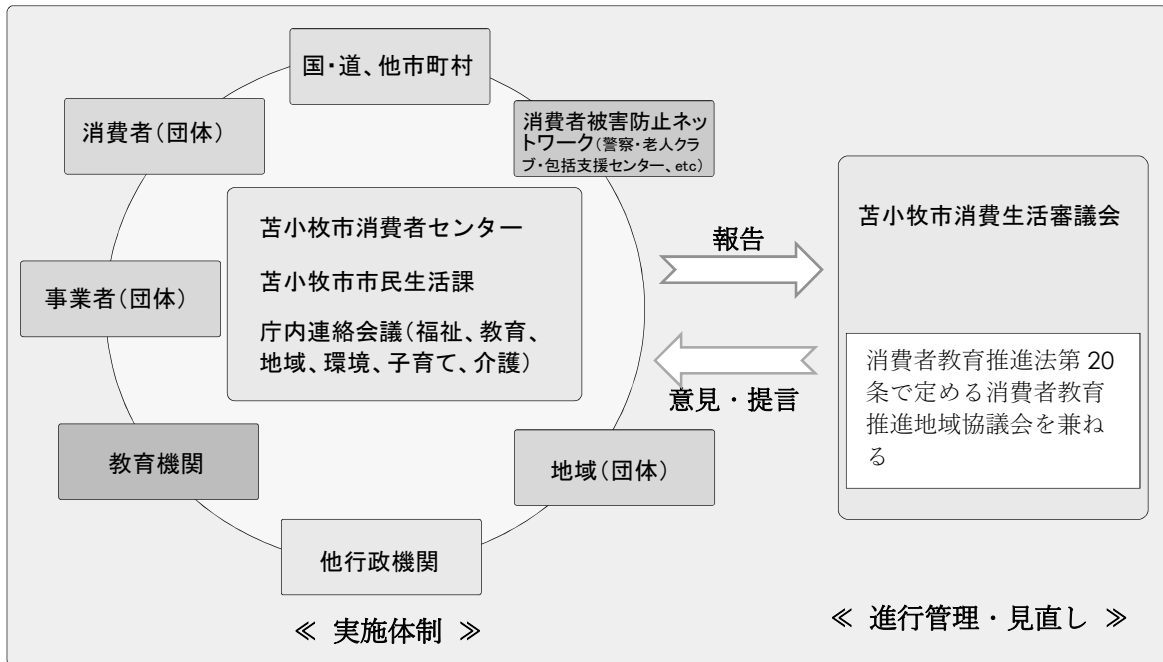 国・道、他市町村
消費者(団体)
消費者被害防止ネッ
トワーク(警察・老人クラ
ブ・包括支援センター、etc)
苫小枚市消費者センター
苫小牧市市民生活課
庁内連絡会議(福祉、教育、
地域、環境、子育て、介護)
事業者(団体)
教育機関
地域(団体)
他行政機関
≪ 実施体制 ≫
報告
意見・提言
苫小牧市消費生活審議会
消費者教育推進法第 20
条で定める消費者教育
推進地域協議会を兼ね
る
≪ 進行管理・見直し ≫